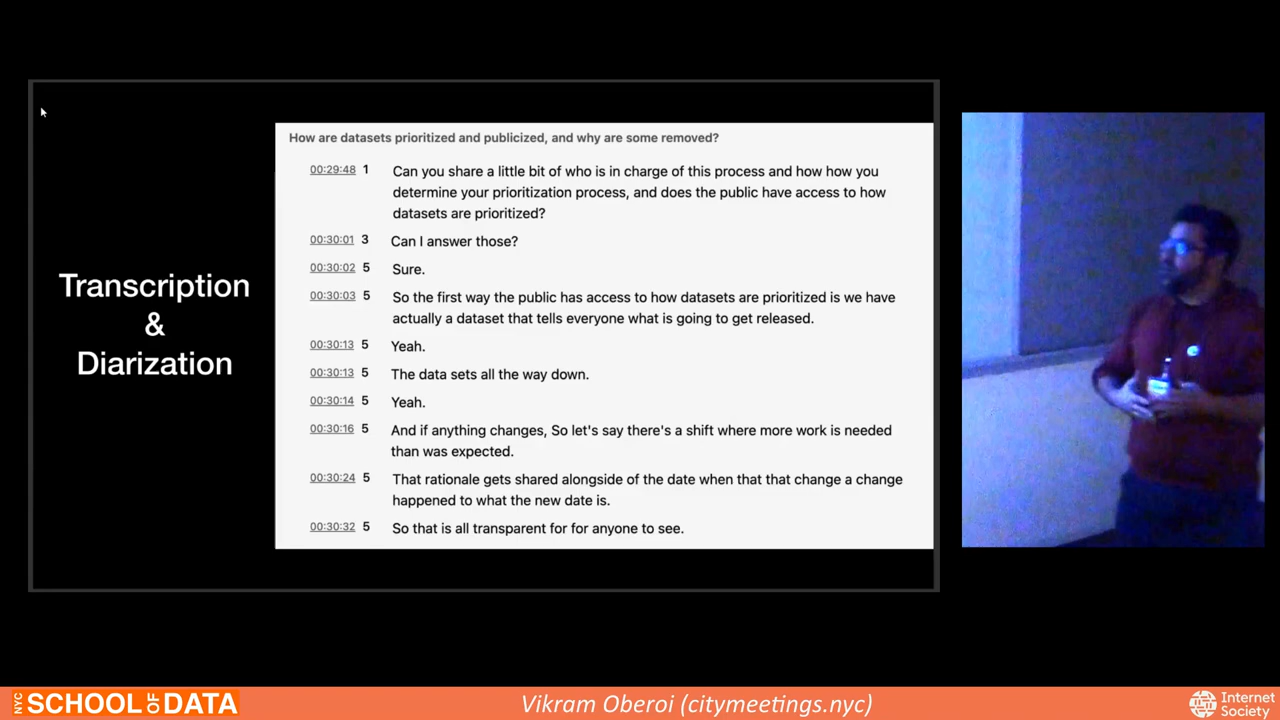 Transcription
&
Diarization
How are datasets prioritized and publicized, and why are some removed?
00:29:48 1 Can you share a little bit of who is in charge of this process and how how you
determine your prioritization process, and does the public have access to how
datasets are prioritized?
00:30:01 3 Can I answer those?
00:30:02 5 Sure.
00:30:03 5 So the first way the public has access to how datasets are prioritized is we have
actually a dataset that tells everyone what is going to get released.
00:30:13 5 Yeah.
00:30:13 5 The data sets all the way down.
00:30:14 5 Yeah.
00:30:16 5 And if anything changes, So let's say there's a shift where more work is needed
than was expected.
00:30:24 5 That rationale gets shared alongside of the date when that that change a change
happened to what the new date is.
00:30:32 5 So that is all transparent for for anyone to see.
NYC SCHOOL OF DATA
Vikram Oberoi (citymeetings.nyc)
Internet
Society